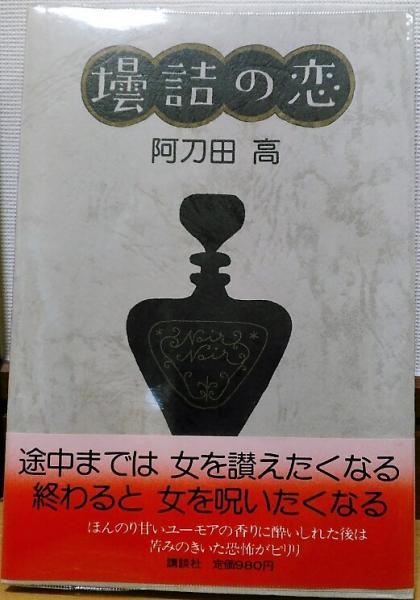 壜詰の恋
阿刀田 高
Noir
Noir
途中までは 女を讃えたくなる
終わると 女を呪いたくなる
ほんのり甘いユーモアの香りに酔いしれた後は
苦みのきいた恐怖がピリリ
講談社 定価980円